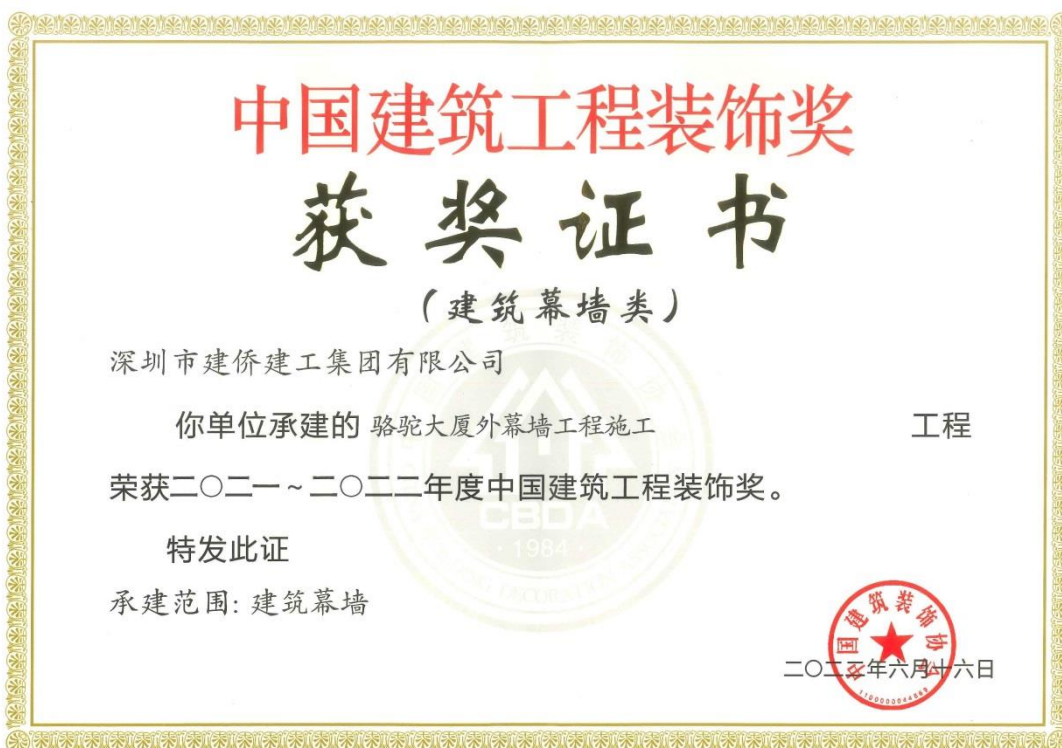 中国建筑工程装饰奖
获奖证书
(建筑幕墙类)
深圳市建侨建工集团有限公司
你单位承建的 骆驼大厦外幕墙工程施工 工程
荣获二〇二一~二〇二二年度中国建筑工程装饰奖。
特发此证
承建范围: 建筑幕墙
CBDA
·1984·
中国建筑装饰协会
年六月十六日